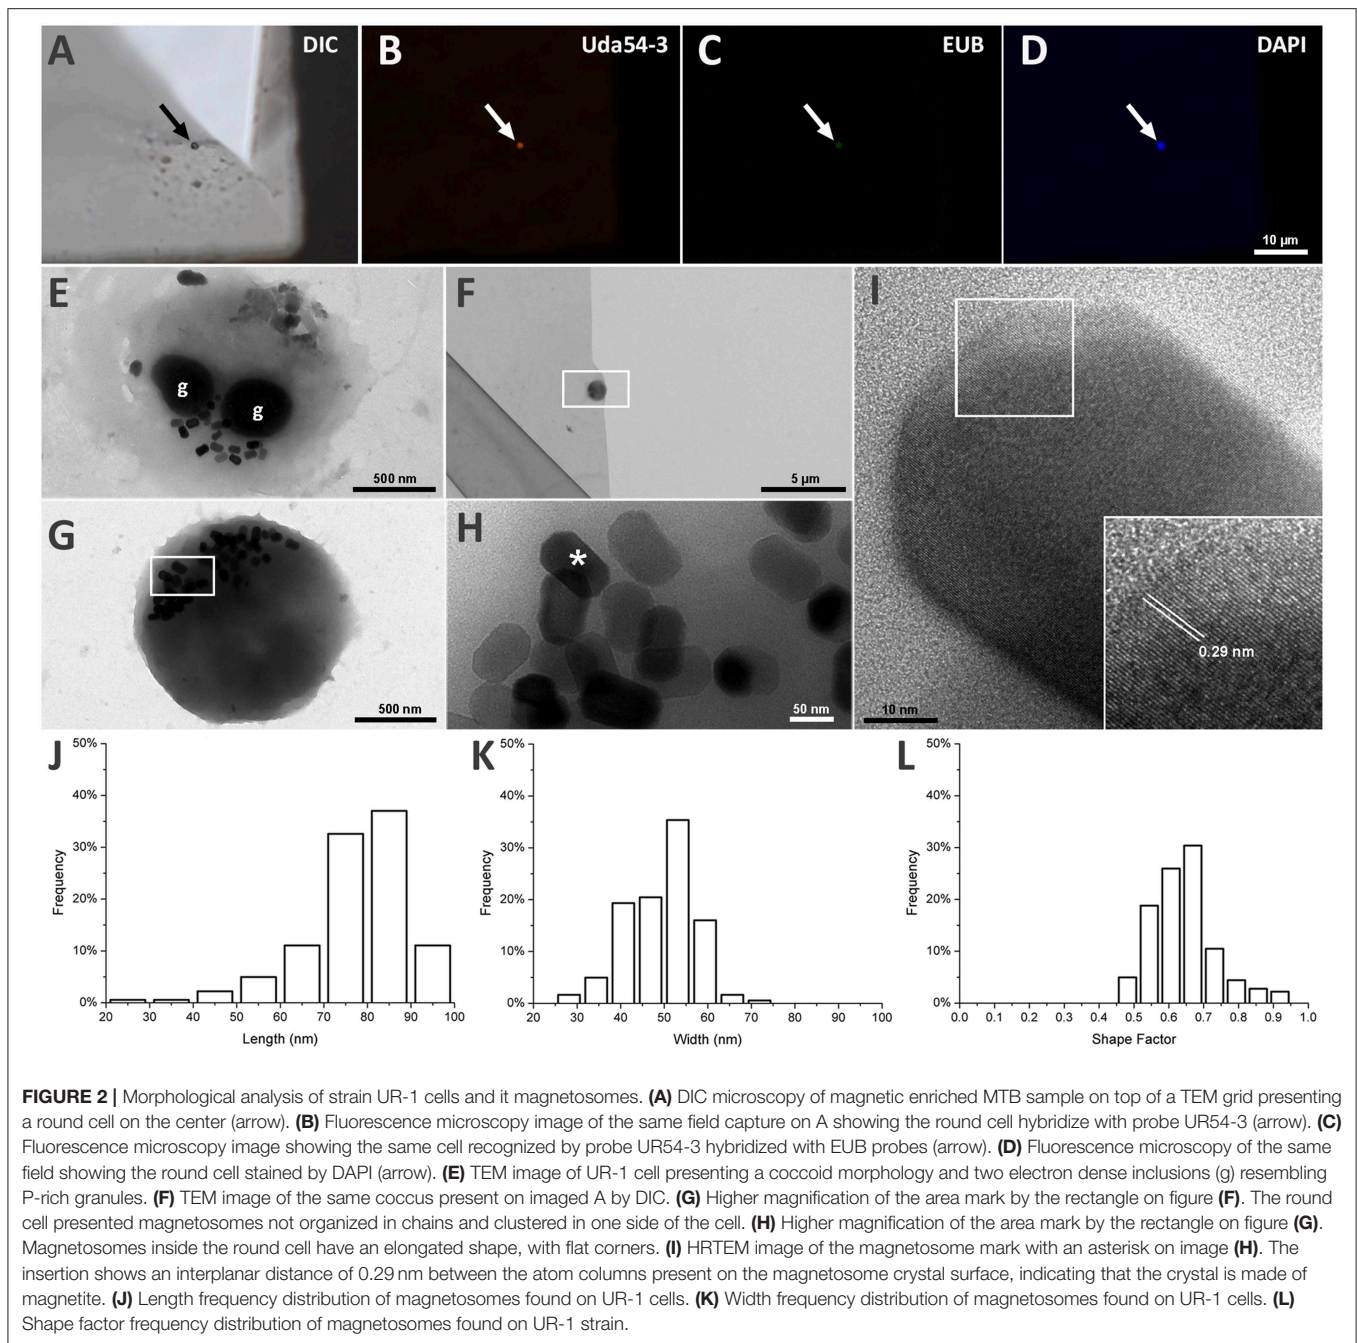 A
DIC
B
Uda54-3
C
EUB
D
DAPI
10 µm
E
g
g
500 nm
F
5 µm
G
500 nm
H
*
50 nm
I
0.29 nm
10 nm
J
50%
40%
30%
20%
10%
0%
Frequency
20 30 40 50 60 70 80 90 100
Length (nm)
K
50%
40%
30%
20%
10%
0%
Frequency
20 40 60 80 100
Width (nm)
L
50%
40%
30%
20%
10%
0%
Frequency
0.0 0.1 0.2 0.3 0.4 0.5 0.6 0.7 0.8 0.9 1.0
Shape Factor
FIGURE 2 | Morphological analysis of strain UR-1 cells and it magnetosomes. (A) DIC microscopy of magnetic enriched MTB sample on top of a TEM grid presenting
a round cell on the center (arrow). (B) Fluorescence microscopy image of the same field capture on A showing the round cell hybridize with probe UR54-3 (arrow). (C)
Fluorescence microscopy image showing the same cell recognized by probe UR54-3 hybridized with EUB probes (arrow). (D) Fluorescence microscopy of the same
field showing the round cell stained by DAPI (arrow). (E) TEM image of UR-1 cell presenting a coccoid morphology and two electron dense inclusions (g) resembling
P-rich granules. (F) TEM image of the same coccus present on imaged A by DIC. (G) Higher magnification of the area mark by the rectangle on figure (F). The round
cell presented magnetosomes not organized in chains and clustered in one side of the cell. (H) Higher magnification of the area mark by the rectangle on figure (G).
Magnetosomes inside the round cell have an elongated shape, with flat corners. (I) HRTEM image of the magnetosome mark with an asterisk on image (H). The
insertion shows an interplanar distance of 0.29 nm between the atom columns present on the magnetosome crystal surface, indicating that the crystal is made of
magnetite. (J) Length frequency distribution of magnetosomes found on UR-1 cells. (K) Width frequency distribution of magnetosomes found on UR-1 cells. (L)
Shape factor frequency distribution of magnetosomes found on UR-1 strain.